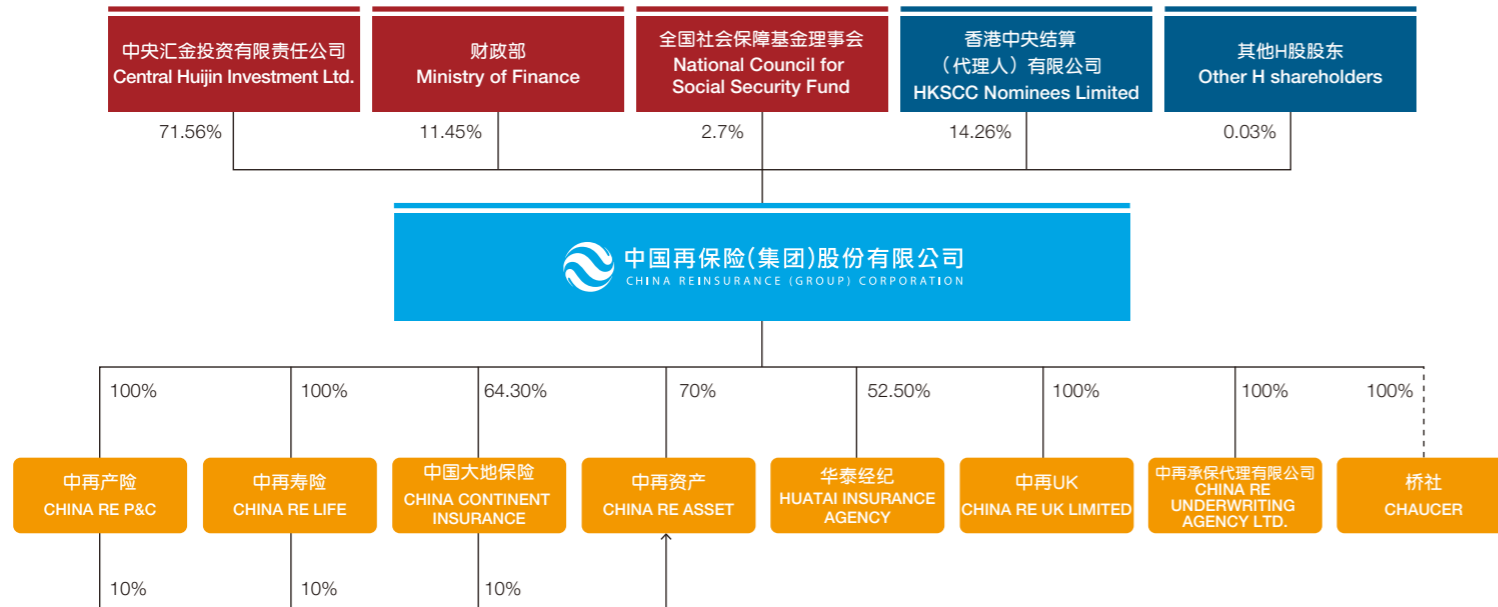 中央汇金投资有限责任公司
Central Huijin Investment Ltd.
财政部
Ministry of Finance
全国社会保障基金理事会
National Council for
Social Security Fund
香港中央结算
（代理人）有限公司
HKSCC Nominees Limited
其他H股股东
Other H shareholders
71.56%
11.45%
2.7%
14.26%
0.03%
中国再保险(集团)股份有限公司
CHINA REINSURANCE (GROUP) CORPORATION
100%
100%
64.30%
70%
52.50%
100%
100%
100%
中再产险
CHINA RE P&C
中再寿险
CHINA RE LIFE
中国大地保险
CHINA CONTINENT
INSURANCE
中再资产
CHINA RE ASSET
华泰经纪
HUATAI INSURANCE
AGENCY
中再UK
CHINA RE UK LIMITED
中再承保代理有限公司
CHINA RE
UNDERWRITING
AGENCY LTD.
桥社
CHAUCER
10%
10%
10%